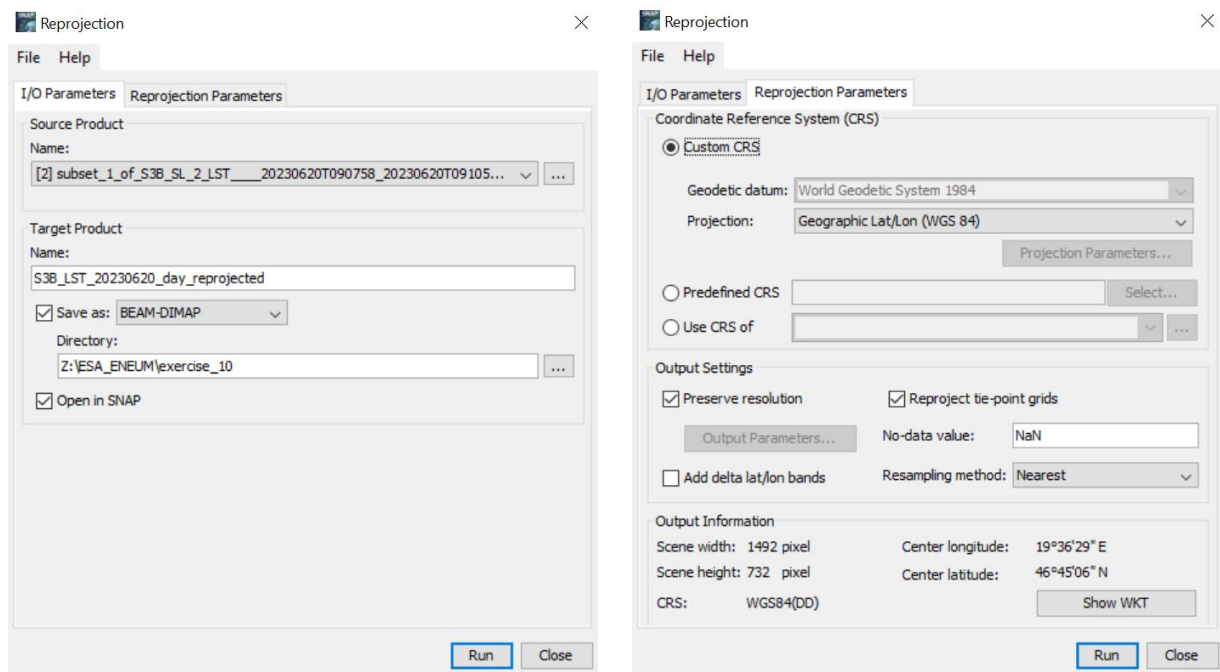 Reprojection
File Help
I/O Parameters Reprojection Parameters
Source Product
Name:
[2] subset_1_of_S3B_SL_2_LST____20230620T090758_20230620T09105...
...
Target Product
Name:
S3B_LST_20230620_day_reprojected
Save as: BEAM-DIMAP
Directory:
Z:\ESA_ENEUM\exercise_10
...
Open in SNAP
Run Close
Reprojection
File Help
I/O Parameters Reprojection Parameters
Coordinate Reference System (CRS)
Custom CRS
Geodetic datum: World Geodetic System 1984
Projection: Geographic Lat/Lon (WGS 84)
Projection Parameters...
Predefined CRS Select...
Use CRS of ...
Output Settings
Preserve resolution Reproject tie-point grids
Output Parameters... No-data value: NaN
Add delta lat/lon bands Resampling method: Nearest
Output Information
Scene width: 1492 pixel Center longitude: 19°36'29" E
Scene height: 732 pixel Center latitude: 46°45'06" N
CRS: WGS84(DD) Show WKT
Run Close